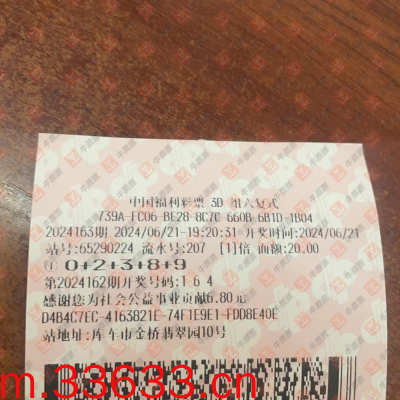 中国福利彩票 3D 组六复式
739A-FC06 BE28 8C7C 660B 6B1D-1B04
2024163期 2024/06/21-19:20:31 开奖时间:2024/06/21
站号:65290224 流水号:207 [1]倍 面额:20.00
① 0+2+3+8+9
第2024162期开奖号码:1 6 4
感谢您为社会公益事业贡献6.80元
D4B4C7EC-4163821E-74F1E9E1-FDD8E40E
站地址:库车市金桥翡翠园10号
m.33633.com.cn